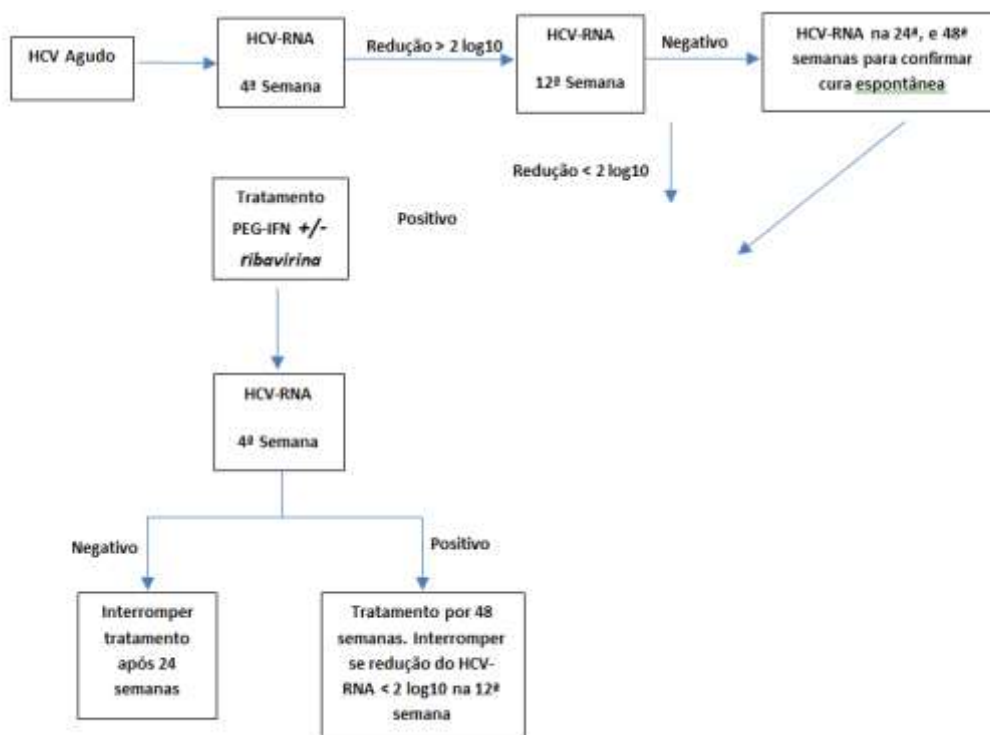 HCV Agudo
HCV-RNA
4ª Semana
Redução > 2 log10
HCV-RNA
12ª Semana
Negativo
HCV-RNA na 24ª, e 48ª
semanas para confirmar
cura espontânea
Redução < 2 log10
Tratamento
PEG-IFN +/-
ribavirina
Positivo
HCV-RNA
4ª Semana
Negativo
Positivo
Interromper
tratamento
após 24
semanas
Tratamento por 48
semanas. Interromper
se redução do HCV-
RNA < 2 log10 na 12ª
semana